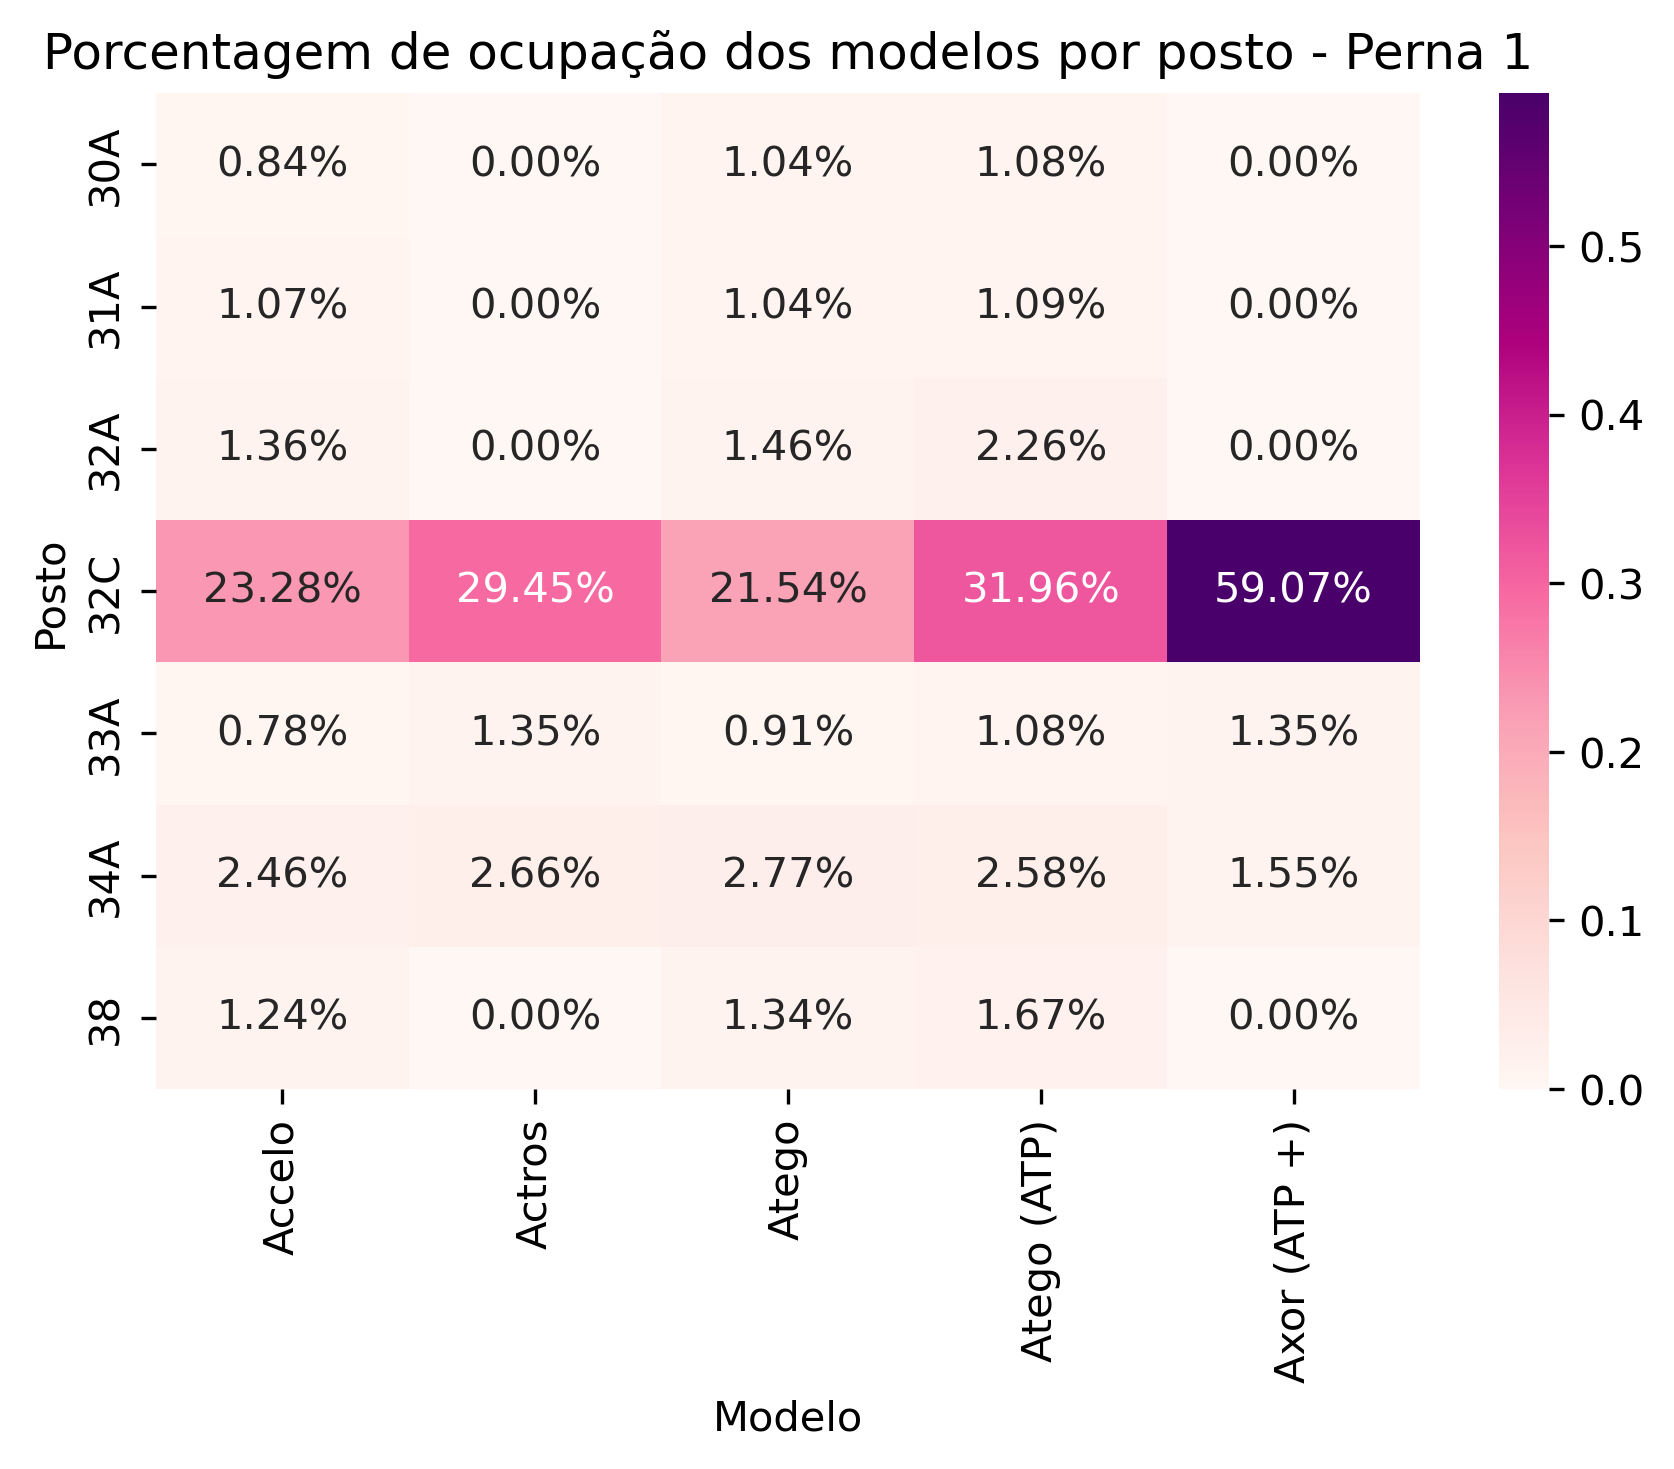 Porcentagem de ocupação dos modelos por posto - Perna 1
Posto
30A 0.84% 0.00% 1.04% 1.08% 0.00%
31A 1.07% 0.00% 1.04% 1.09% 0.00%
32A 1.36% 0.00% 1.46% 2.26% 0.00%
32C 23.28% 29.45% 21.54% 31.96% 59.07%
33A 0.78% 1.35% 0.91% 1.08% 1.35%
34A 2.46% 2.66% 2.77% 2.58% 1.55%
38 1.24% 0.00% 1.34% 1.67% 0.00%
Accelo
Actros
Atego
Atego (ATP)
Axor (ATP +)
Modelo
0.5
0.4
0.3
0.2
0.1
0.0